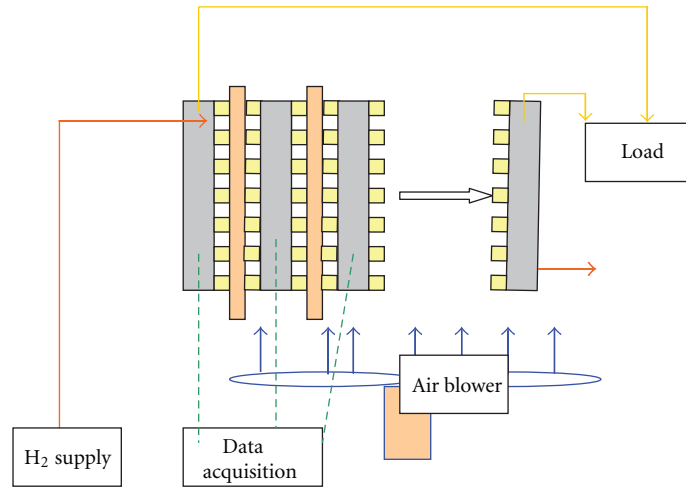 Load
Air blower
H₂ supply
Data
acquisition